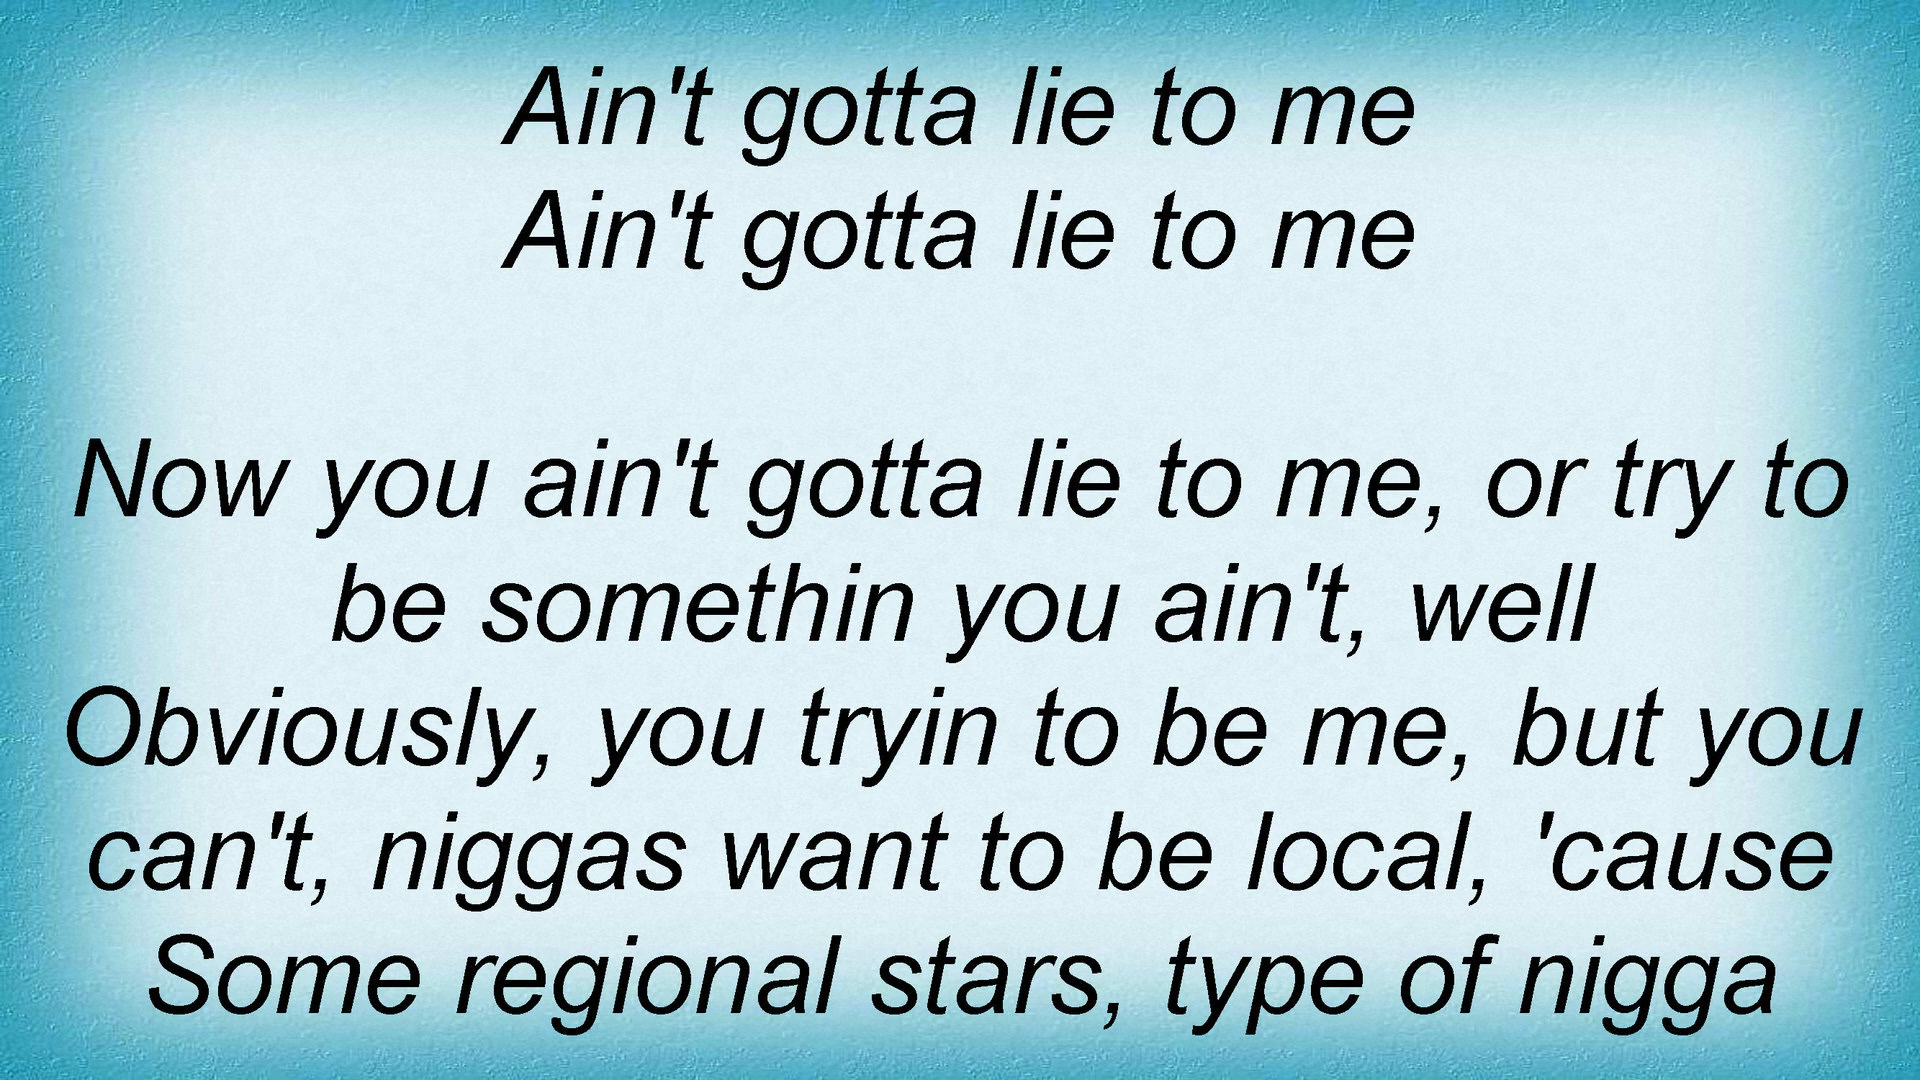 Ain't gotta lie to me
Ain't gotta lie to me
Now you ain't gotta lie to me, or try to
be somethin you ain't, well
Obviously, you tryin to be me, but you
can't, niggas want to be local, 'cause
Some regional stars, type of nigga